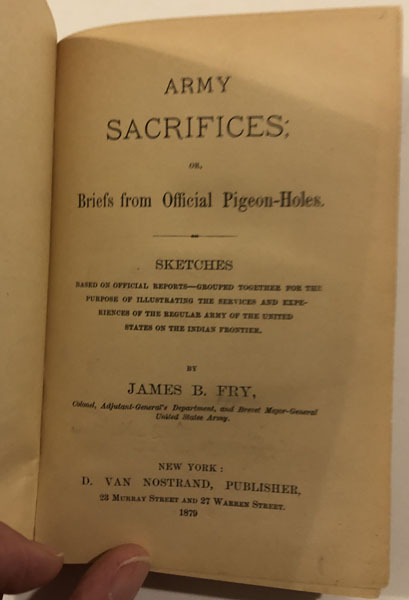 ARMY
SACRIFICES;
OR,
Briefs from Official Pigeon-Holes.
SKETCHES
BASED ON OFFICIAL REPORTS—GROUPED TOGETHER FOR THE
PURPOSE OF ILLUSTRATING THE SERVICES AND EXPE-
RIENCES OF THE REGULAR ARMY OF THE UNITED
STATES ON THE INDIAN FRONTIER.
BY
JAMES B. FRY,
Colonel, Adjutant-General's Department, and Brevet Major-General
United States Army.
NEW YORK:
D. VAN NOSTRAND, PUBLISHER,
23 MURRAY STREET AND 27 WARREN STREET.
1879